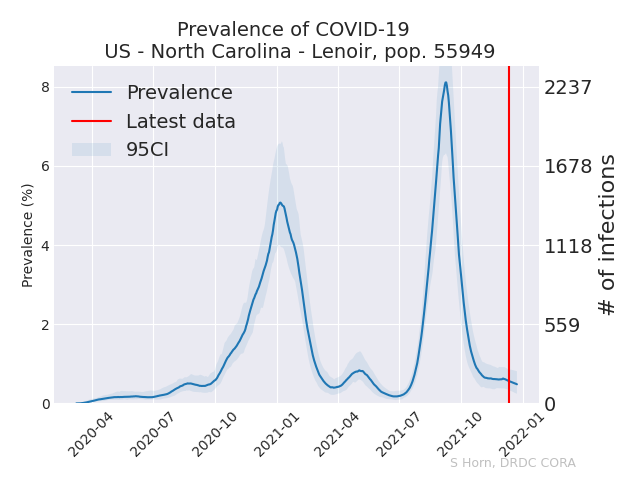 Prevalence of COVID-19
US - North Carolina - Lenoir, pop. 55949
Prevalence
Latest data
95CI
Prevalence (%)
8
6
4
2
0
2237
1678
1118
559
0
# of infections
2020-04
2020-07
2020-10
2021-01
2021-04
2021-07
2021-10
2022-01
S Horn, DRDC CORA